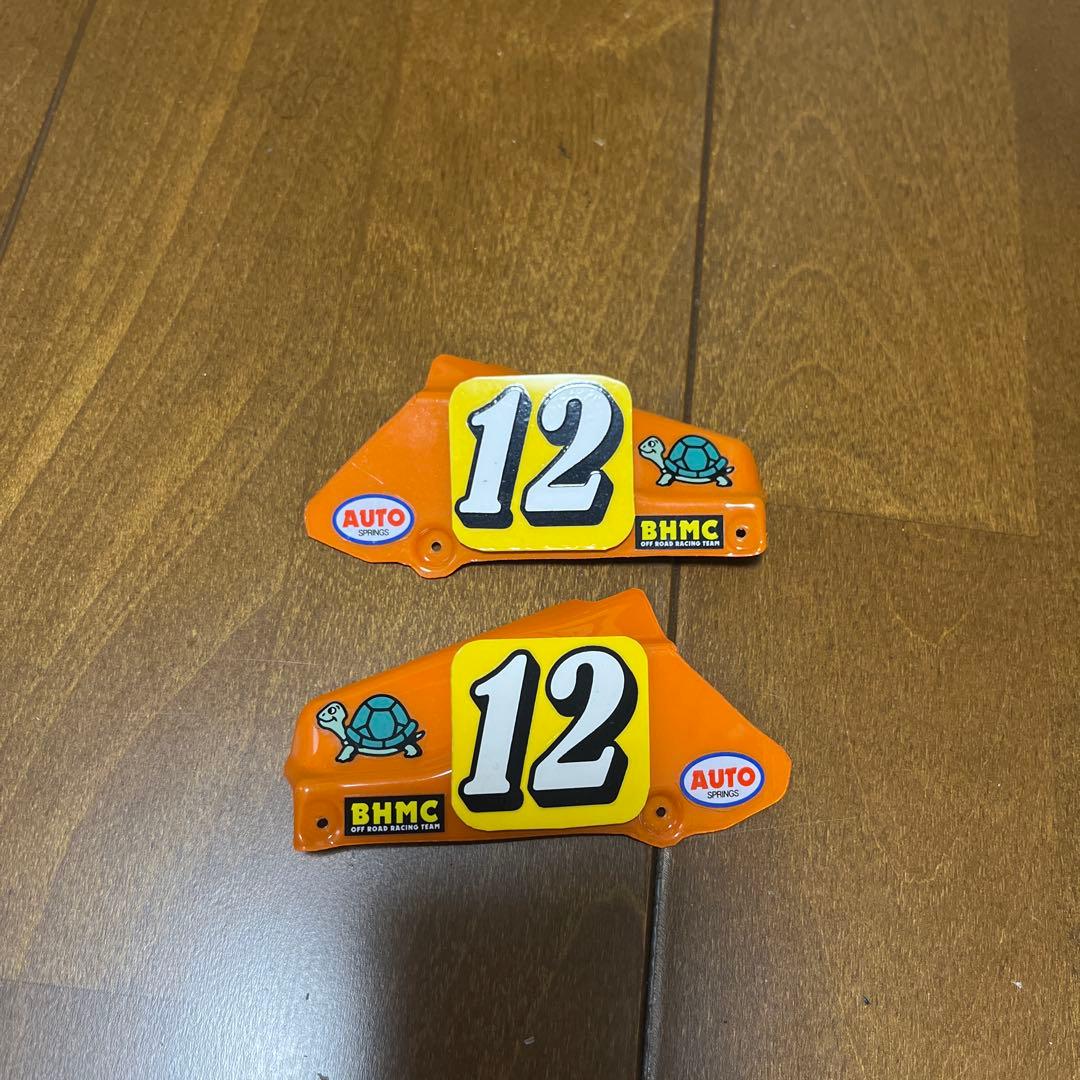 12
AUTO
SPRINGS
BHMC
OFF ROAD RACING TEAM
12
BHMC
OFF ROAD RACING TEAM
AUTO
SPRINGS